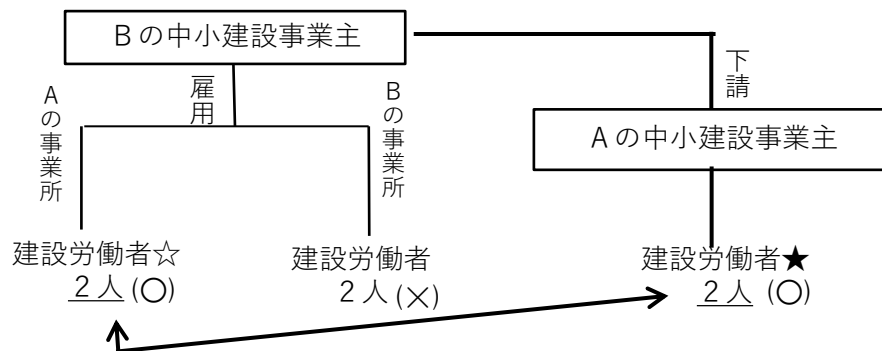 Bの中小建設事業主
下請
雇用
Aの事業所
Bの事業所
Aの中小建設事業主
建設労働者☆
2人(○)
建設労働者
2人(×)
建設労働者★
2人(○)